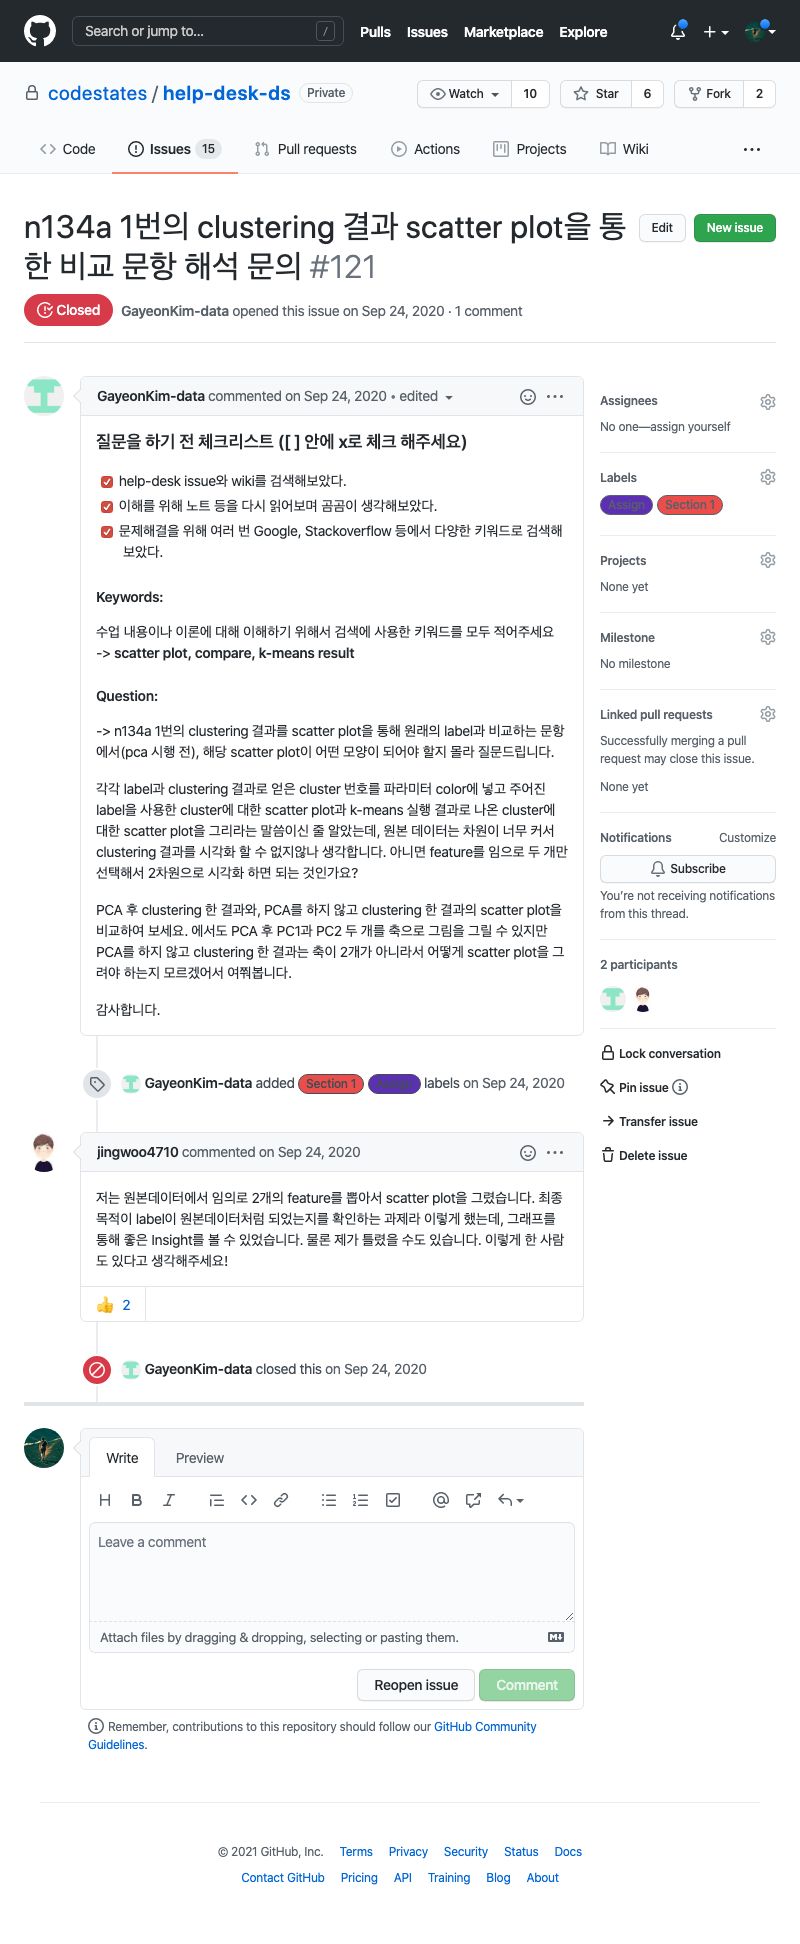 Search or jump to... /
Pulls Issues Marketplace Explore
codestates / help-desk-ds Private
Watch 10 Star 6 Fork 2
Code Issues 15 Pull requests Actions Projects Wiki
n134a 1번의 clustering 결과 scatter plot을 통
한 비교 문항 해석 문의 #121
Edit New issue
Closed GayeonKim-data opened this issue on Sep 24, 2020 · 1 comment
GayeonKim-data commented on Sep 24, 2020 • edited
질문을 하기 전 체크리스트 ([ ] 안에 x로 체크 해주세요)
help-desk issue와 wiki를 검색해보았다.
이해를 위해 노트 등을 다시 읽어보며 곰곰이 생각해보았다.
문제해결을 위해 여러 번 Google, Stackoverflow 등에서 다양한 키워드로 검색해
보았다.
Keywords:
수업 내용이나 이론에 대해 이해하기 위해서 검색에 사용한 키워드를 모두 적어주세요
-> scatter plot, compare, k-means result
Question:
-> n134a 1번의 clustering 결과를 scatter plot을 통해 원래의 label과 비교하는 문항
에서(pca 시행 전), 해당 scatter plot이 어떤 모양이 되어야 할지 몰라 질문드립니다.
각각 label과 clustering 결과로 얻은 cluster 번호를 파라미터 color에 넣고 주어진
label을 사용한 cluster에 대한 scatter plot과 k-means 실행 결과로 나온 cluster에
대한 scatter plot을 그리라는 말씀이신 줄 알았는데, 원본 데이터는 차원이 너무 커서
clustering 결과를 시각화 할 수 없지않나 생각합니다. 아니면 feature를 임으로 두 개만
선택해서 2차원으로 시각화 하면 되는 것인가요?
PCA 후 clustering 한 결과와, PCA를 하지 않고 clustering 한 결과의 scatter plot을
비교하여 보세요. 에서도 PCA 후 PC1과 PC2 두 개를 축으로 그림을 그릴 수 있지만
PCA를 하지 않고 clustering 한 결과는 축이 2개가 아니라서 어떻게 scatter plot을 그
려야 하는지 모르겠어서 여쭤봅니다.
감사합니다.
GayeonKim-data added Section 1 Assign labels on Sep 24, 2020
jingwoo4710 commented on Sep 24, 2020
저는 원본데이터에서 임의로 2개의 feature를 뽑아서 scatter plot을 그렸습니다. 최종
목적이 label이 원본데이터처럼 되었는지를 확인하는 과제라 이렇게 했는데, 그래프를
통해 좋은 Insight를 볼 수 있었습니다. 물론 제가 틀렸을 수도 있습니다. 이렇게 한 사람
도 있다고 생각해주세요!
2
GayeonKim-data closed this on Sep 24, 2020
Write Preview
H B I
Leave a comment
Attach files by dragging & dropping, selecting or pasting them.
Reopen issue Comment
Remember, contributions to this repository should follow our GitHub Community
Guidelines.
Assignees
No one—assign yourself
Labels
Assign Section 1
Projects
None yet
Milestone
No milestone
Linked pull requests
Successfully merging a pull
request may close this issue.
None yet
Notifications Customize
Subscribe
You're not receiving notifications
from this thread.
2 participants
Lock conversation
Pin issue
Transfer issue
Delete issue
© 2021 GitHub, Inc. Terms Privacy Security Status Docs
Contact GitHub Pricing API Training Blog About